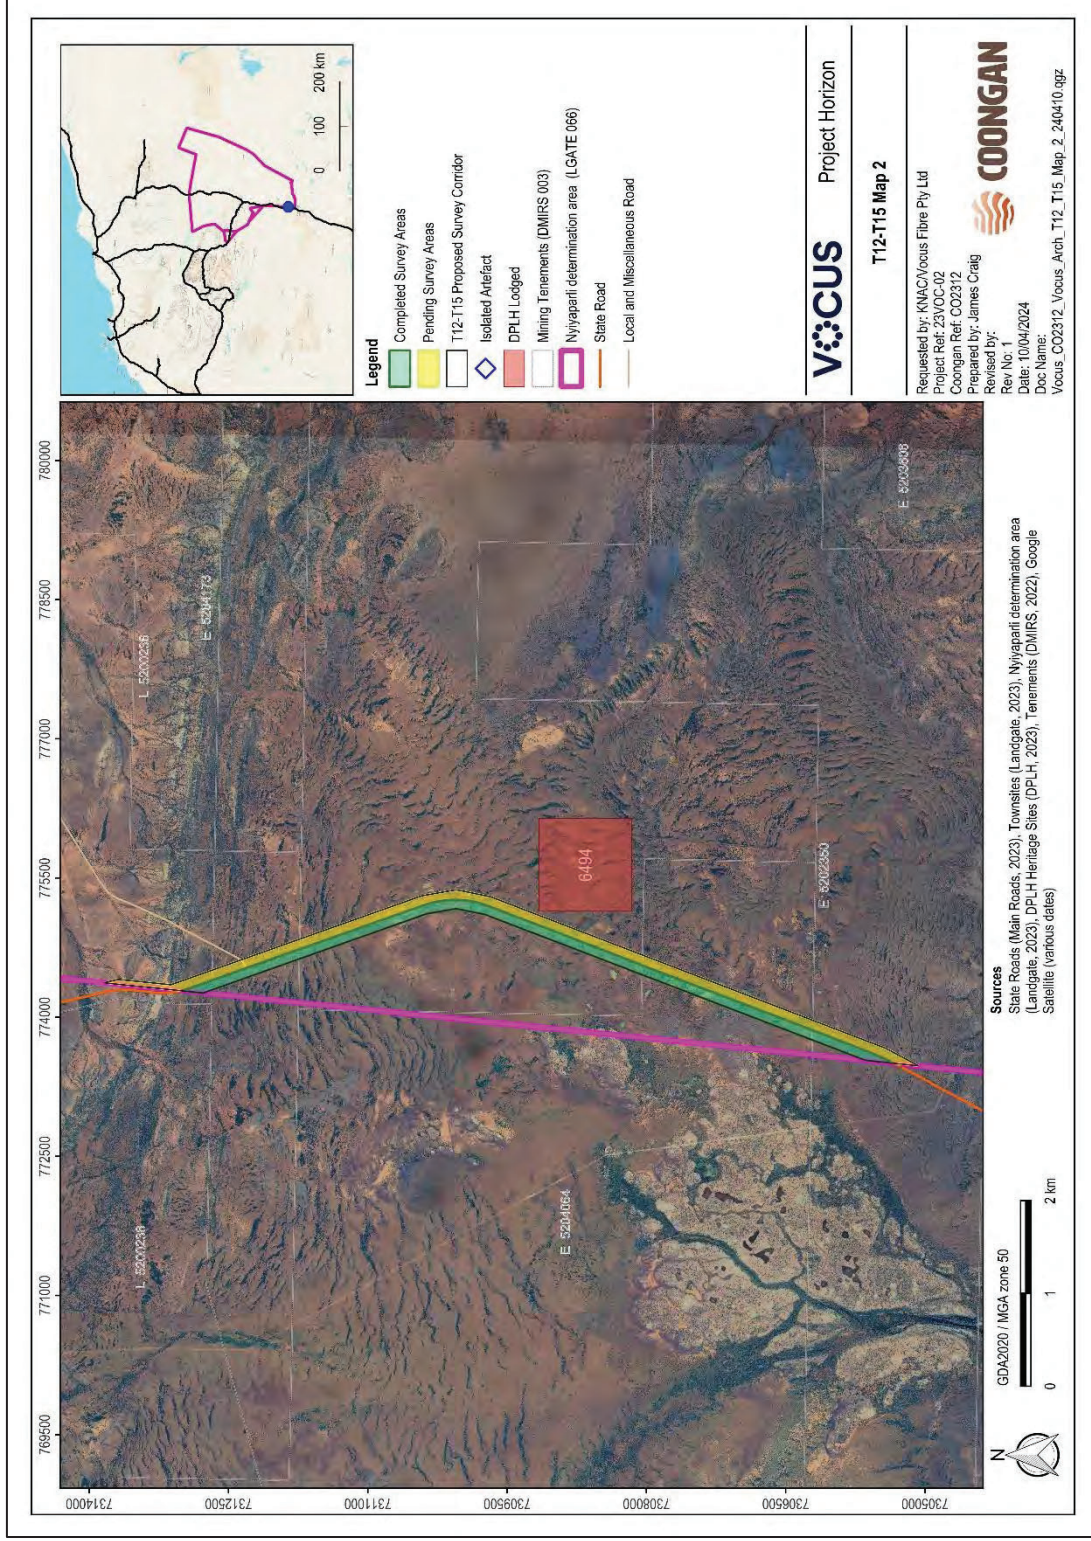 769500
771000
772500
774000
775500
777000
778500
780000
7314000
7312500
7311000
7309500
7308000
7306500
7305000
L 5200236
L 5200236
E 5204173
E 5204064
6494
E 5202350
N
GDA2020 / MGA zone 50
0 1 2 km
Sources
State Roads (Main Roads, 2023), Townsites (Landgate, 2023), Nyiyaparli determination area
(Landgate, 2023), DPLH Heritage Sites (DPLH, 2023), Tenements (DMIRS, 2022), Google
Satellite (various dates)
0 100 200 km
Legend
Completed Survey Areas
Pending Survey Areas
T12-T15 Proposed Survey Corridor
Isolated Artefact
DPLH Lodged
Mining Tenements (DMIRS 003)
Nyiyaparli determination area (LGATE 066)
State Road
Local and Miscellaneous Road
VOCUS Project Horizon
T12-T15 Map 2
Requested by: KNAC/Vocus Fibre Pty Ltd
Project Ref: 23VOC-02
Coongan Ref: CO2312
Prepared by: James Craig
Revised by:
Rev No: 1
Date: 10/04/2024
Doc Name:
Vocus_CO2312_Vocus_Arch_T12_T15_Map_2_240410.qgz
COONGAN